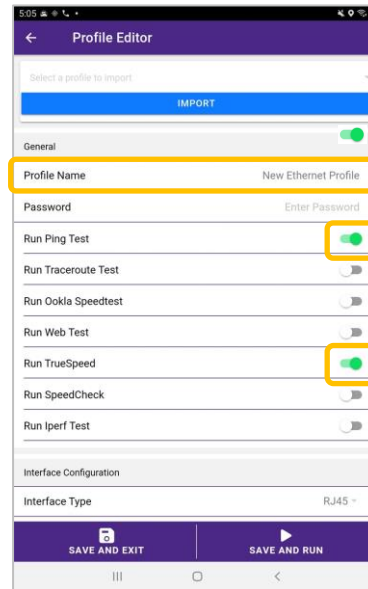 5:05
Profile Editor
Select a profile to import
IMPORT
General
Profile Name New Ethernet Profile
Password Enter Password
Run Ping Test
Run Traceroute Test
Run Ookla Speedtest
Run Web Test
Run TrueSpeed
Run SpeedCheck
Run Iperf Test
Interface Configuration
Interface Type RJ45
SAVE AND EXIT SAVE AND RUN